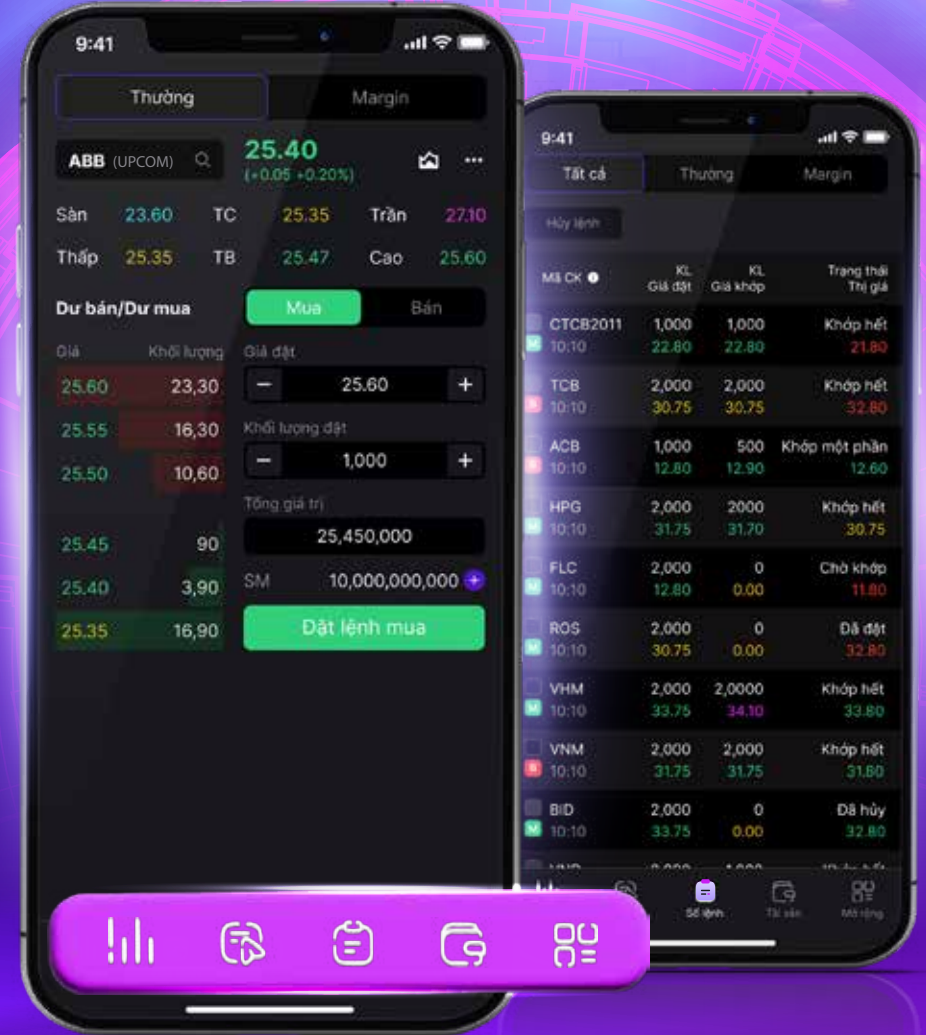 9:41
Thường Margin
ABB (UPCOM) 25.40
(+0.05 +0.20%)
Sàn 23.60 TC 25.35 Trần 27.10
Thấp 25.35 TB 25.47 Cao 25.60
Dư bán/Dư mua Mua Bán
Giá Khối lượng Giá đặt
25.60 23,30 − 25.60 +
25.55 16,30 Khối lượng đặt
25.50 10,60 − 1,000 +
Tổng giá trị
25.45 90 25,450,000
25.40 3,90 SM 10,000,000,000 +
25.35 16,90 Đặt lệnh mua
9:41
Tất cả Thường Margin
Hủy lệnh
Mã CK KL KL Trạng thái
Giá đặt Giá khớp Thị giá
CTCB2011 1,000 1,000 Khớp hết
M 10:10 22.80 22.80 21.80
TCB 2,000 2,000 Khớp hết
B 10:10 30.75 30.75 32.80
ACB 1,000 500 Khớp một phần
B 10:10 12.80 12.90 12.60
HPG 2,000 2000 Khớp hết
M 10:10 31.75 31.70 30.75
FLC 2,000 0 Chờ khớp
M 10:10 12.80 0.00 11.80
ROS 2,000 0 Đã đặt
M 10:10 30.75 0.00 32.80
VHM 2,000 2,0000 Khớp hết
M 10:10 33.75 34.10 33.80
VNM 2,000 2,000 Khớp hết
B 10:10 31.75 31.75 31.60
BID 2,000 0 Đã hủy
M 10:10 33.75 0.00 32.80
Sổ lệnh Tài sản Mở rộng